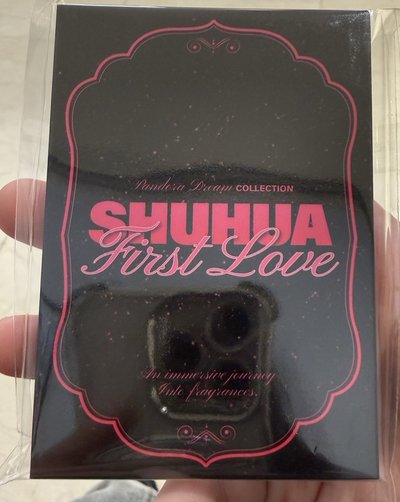 Pandora Dream COLLECTION
SHUHUA
First Love
An immersive journey
Into fragrances.